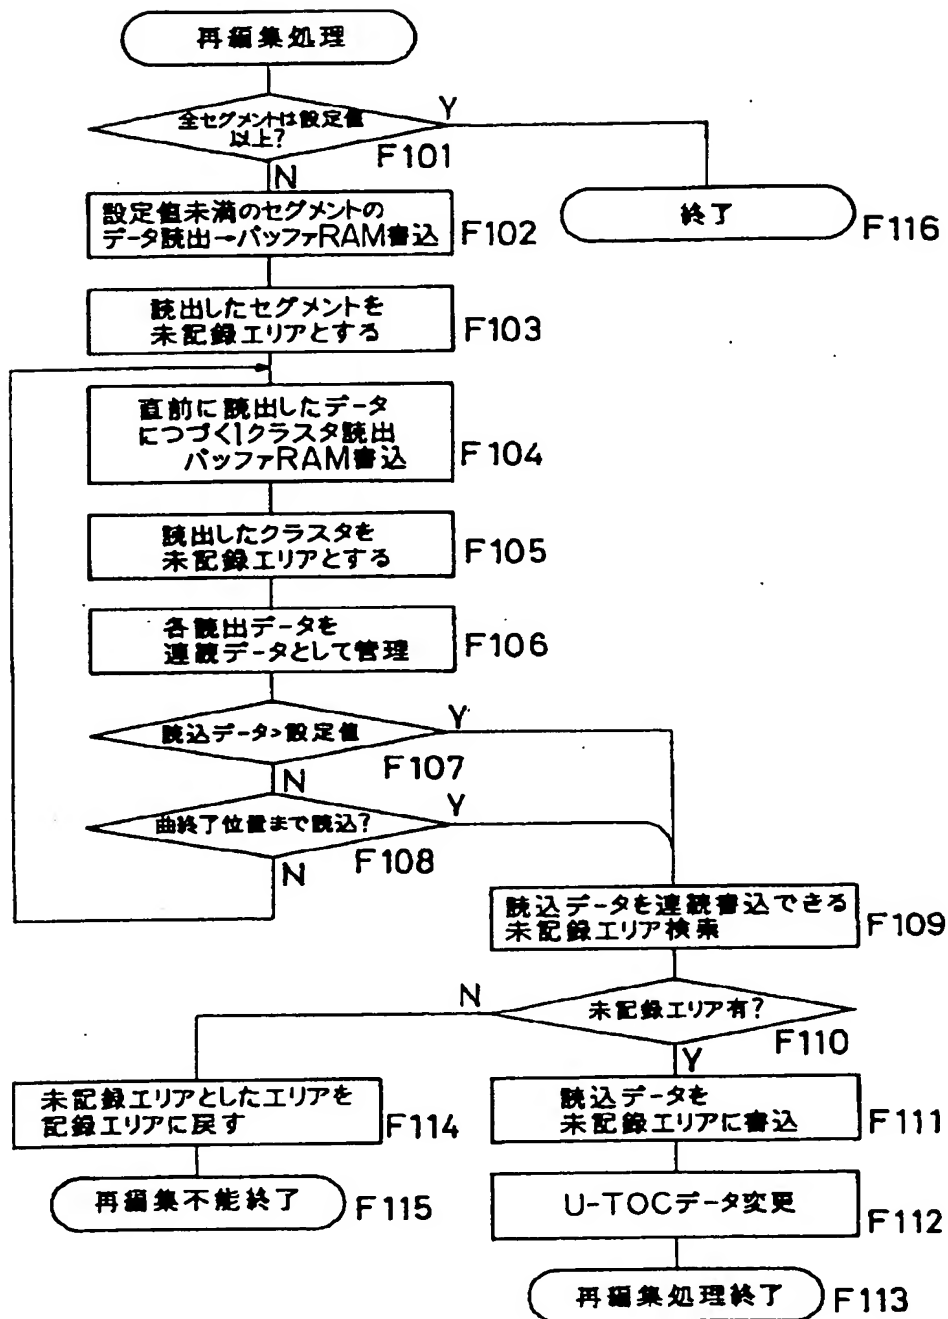 再編集処理
全セグメントは設定値
以上?
Y
F101
N
設定値未満のセグメントの
データ読出→バッファRAM書込
F102
終了
F116
読出したセグメントを
未記録エリアとする
F103
直前に読出したデータ
につづく1クラスタ読出
バッファRAM書込
F104
読出したクラスタを
未記録エリアとする
F105
各読出データを
連続データとして管理
F106
読込データ>設定値
Y
F107
N
曲終了位置まで読込?
Y
F108
N
読込データを連続書込できる
未記録エリア検索
F109
N
未記録エリア有?
F110
Y
未記録エリアとしたエリアを
記録エリアに戻す
F114
読込データを
未記録エリアに書込
F111
再編集不能終了
F115
U-TOCデータ変更
F112
再編集処理終了
F113